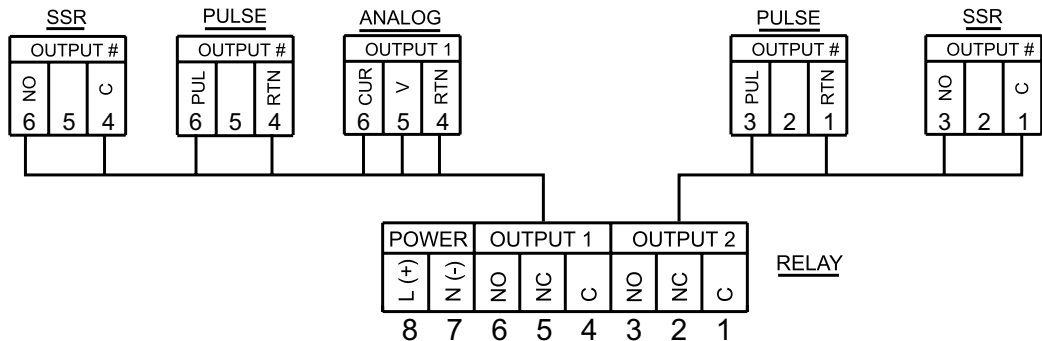 SSR PULSE ANALOG PULSE SSR
OUTPUT # OUTPUT # OUTPUT 1 OUTPUT # OUTPUT #
NO C PUL RTN CUR V RTN PUL RTN NO C
6 5 4 6 5 4 6 5 4 3 2 1 3 2 1
POWER OUTPUT 1 OUTPUT 2
RELAY
L (+) N (-) NO NC C NO NC C
8 7 6 5 4 3 2 1